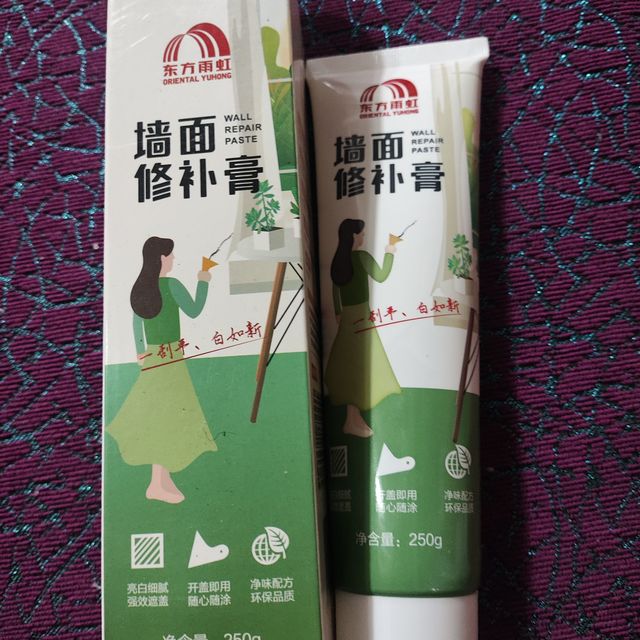 东方雨虹
ORIENTAL YUHONG
墙面
修补膏
WALL
REPAIR
PASTE
一刮平、白如新
亮白细腻
强效遮盖
开盖即用
随心随涂
净味配方
环保品质
净含量: 250g
东方雨虹
ORIENTAL YUHONG
墙面
修补膏
WALL
REPAIR
PASTE
一刮平、白如新
开盖即用
随心随涂
净味配方
环保品质
净含量: 250g